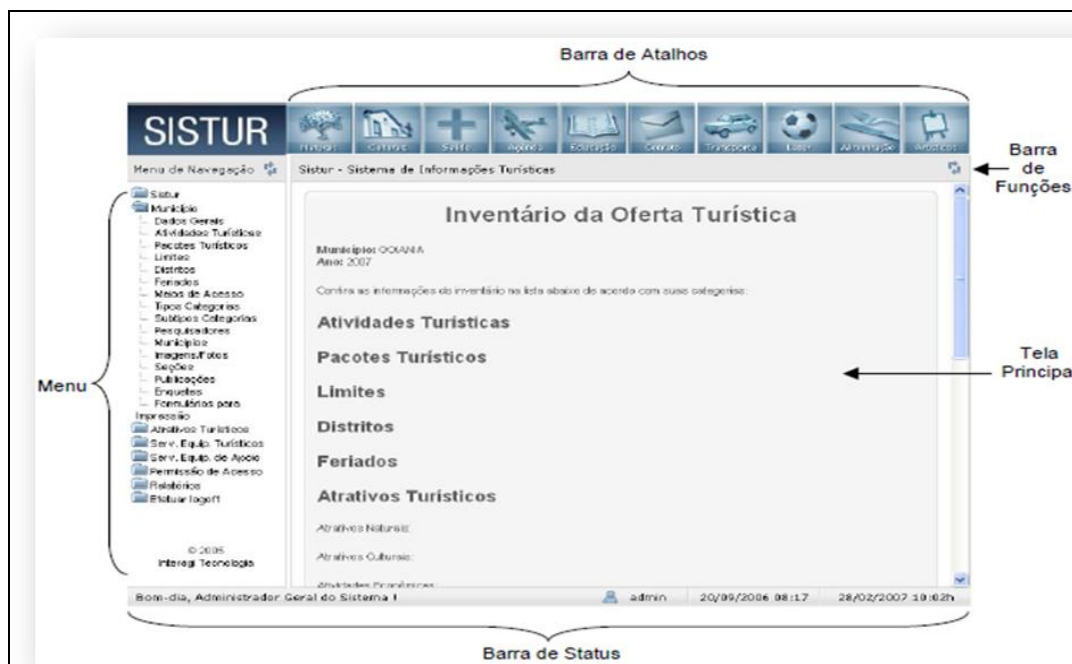 Barra de Atalhos
SISTUR
Naturais Culturais Saúde Agência Educação Contato Transporte Lazer Alimentação Artísticos
Menu de Navegação
Sistur - Sistema de Informações Turísticas
Barra
de
Funções
Sistur
Município
Dados Gerais
Atividades Turísticas
Pacotes Turísticos
Limites
Distritos
Feriados
Meios de Acesso
Tipos Categorias
Subtipos Categorias
Pesquisadores
Municípios
Imagens/Fotos
Seções
Publicações
Enquetes
Formulários para
Impressão
Atrativos Turísticos
Serv. Equip. Turísticos
Serv. Equip. de Apoio
Permissão de Acesso
Relatórios
Efetuar logoff
© 2005
Interagi Tecnologia
Menu
Inventário da Oferta Turística
Município: GOIANIA
Ano: 2007
Confira as informações do inventário na lista abaixo de acordo com suas categorias:
Atividades Turísticas
Pacotes Turísticos
Limites
Distritos
Feriados
Atrativos Turísticos
Atrativos Naturais:
Atrativos Culturais:
Atividades Econômicas:
Tela
Principa
Bom-dia, Administrador Geral do Sistema ! admin 20/09/2006 08:17 28/02/2007 10:02h
Barra de Status